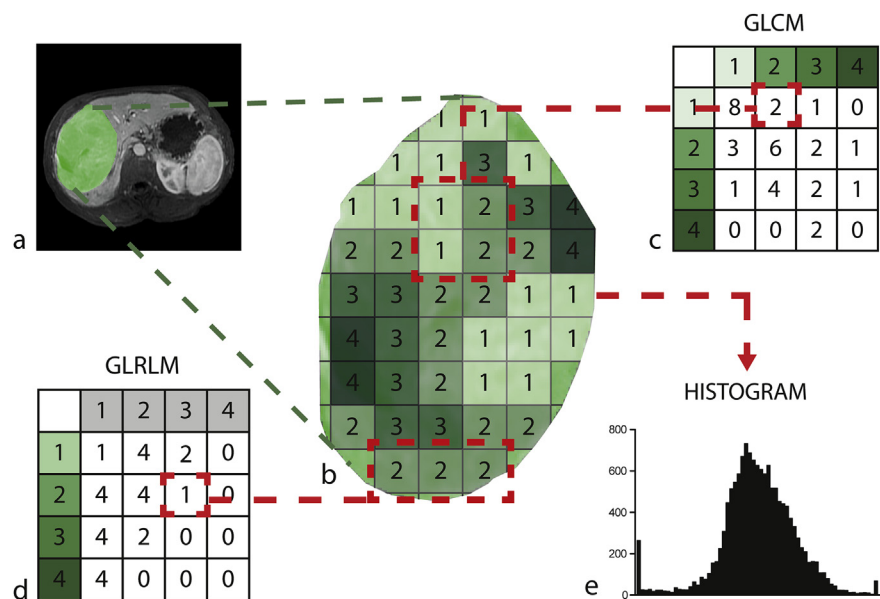 GLCM
1 2 3 4
1 8 2 1 0
2 3 6 2 1
3 1 4 2 1
4 0 0 2 0
c
a
1 1
1 1 3 1
1 1 1 2 3 4
2 2 1 2 2 4
3 3 2 2 1 1
4 3 2 1 1 1
4 3 2 1 1
2 3 3 2 2
2 2 2
b
GLRLM
1 2 3 4
1 1 4 2 0
2 4 4 1 0
3 4 2 0 0
4 4 0 0 0
d
HISTOGRAM
800
600
400
200
0
e